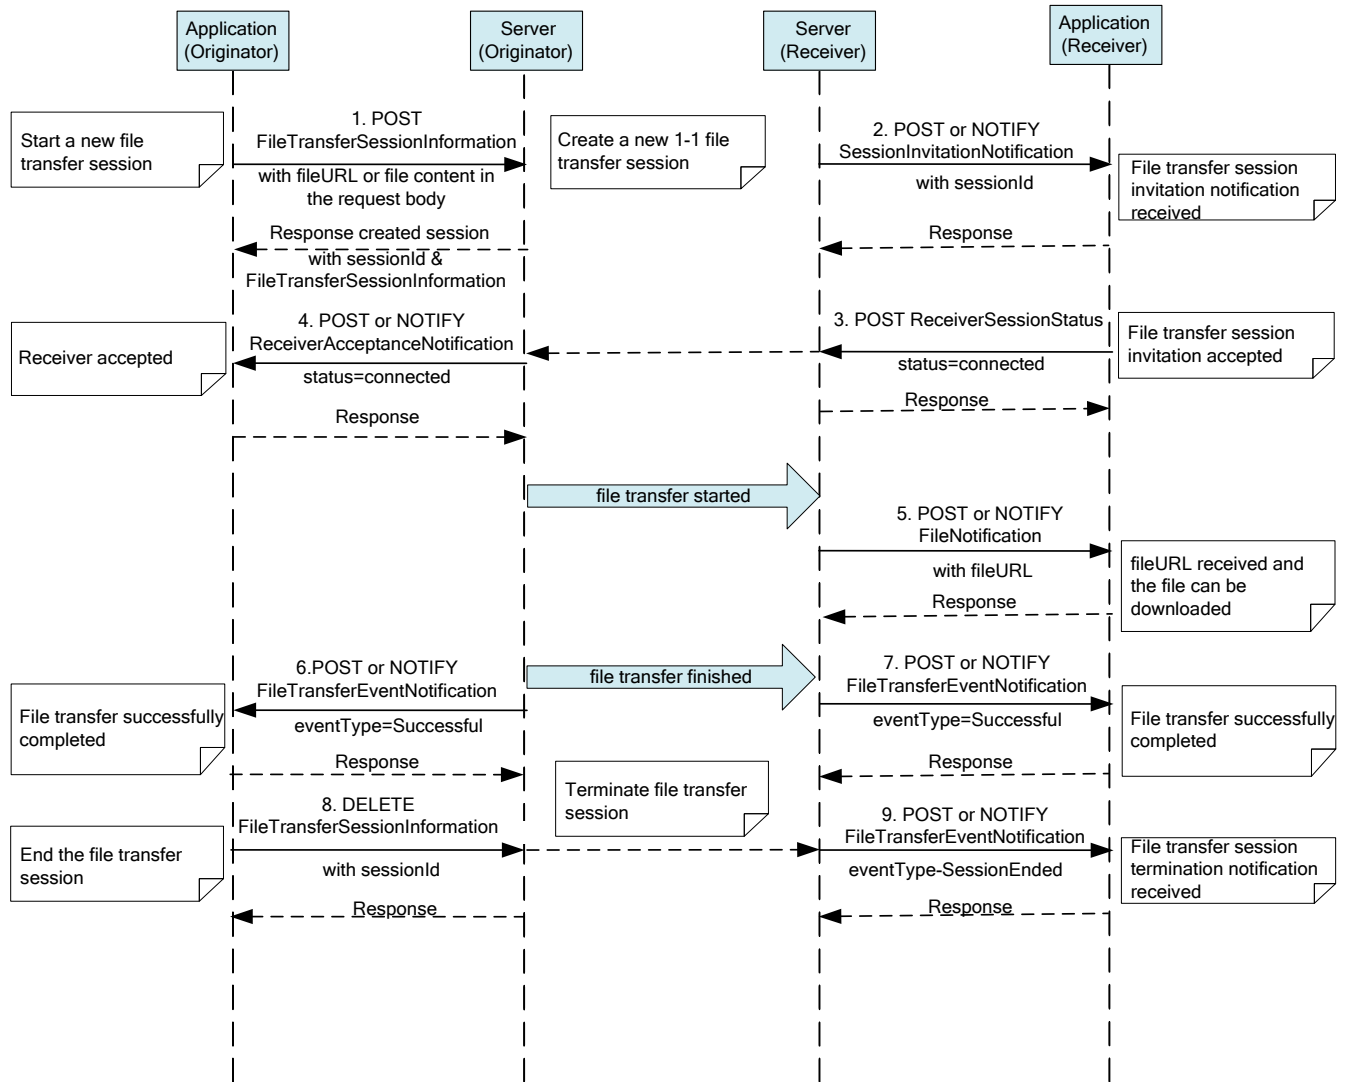 Application
(Originator)
Server
(Originator)
Server
(Receiver)
Application
(Receiver)
Start a new file
transfer session
1. POST
FileTransferSessionInformation
with fileURL or file content in
the request body
Create a new 1-1 file
transfer session
2. POST or NOTIFY
SessionInvitationNotification
with sessionId
File transfer session
invitation notification
received
Response created session
with sessionId &
FileTransferSessionInformation
Response
Receiver accepted
4. POST or NOTIFY
ReceiverAcceptanceNotification
status=connected
3. POST ReceiverSessionStatus
status=connected
File transfer session
invitation accepted
Response
Response
file transfer started
5. POST or NOTIFY
FileNotification
with fileURL
fileURL received and
the file can be
downloaded
Response
6.POST or NOTIFY
FileTransferEventNotification
eventType=Successful
file transfer finished
7. POST or NOTIFY
FileTransferEventNotification
eventType=Successful
File transfer successfully
completed
File transfer successfully
completed
Response
Response
Terminate file transfer
session
8. DELETE
FileTransferSessionInformation
with sessionId
End the file transfer
session
9. POST or NOTIFY
FileTransferEventNotification
eventType-SessionEnded
File transfer session
termination notification
received
Response
Response